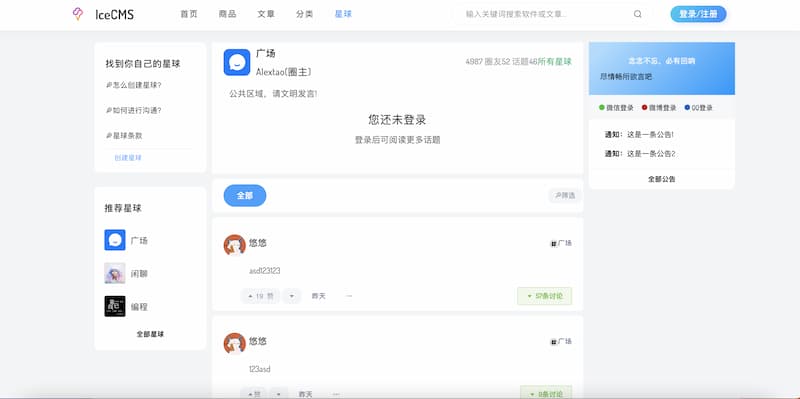 IceCMS
首页 商品 文章 分类 星球
输入关键词搜索软件或文章..
登录/注册
找到你自己的星球
怎么创建星球?
如何进行沟通?
星球条款
创建星球
推荐星球
广场
闲聊
编程
全部星球
广场
Alextao[圈主]
4987 圈友52 话题46所有星球
公共区域，请文明发言!
您还未登录
登录后可阅读更多话题
全部
筛选
悠悠
广场
asd123123
19 赞
昨天
57条讨论
悠悠
广场
123asd
赞
昨天
0条讨论
念念不忘，必有回响
尽情畅所欲言吧
微信登录 微博登录 QQ登录
通知: 这是一条公告!
通知: 这是一条公告2
全部公告